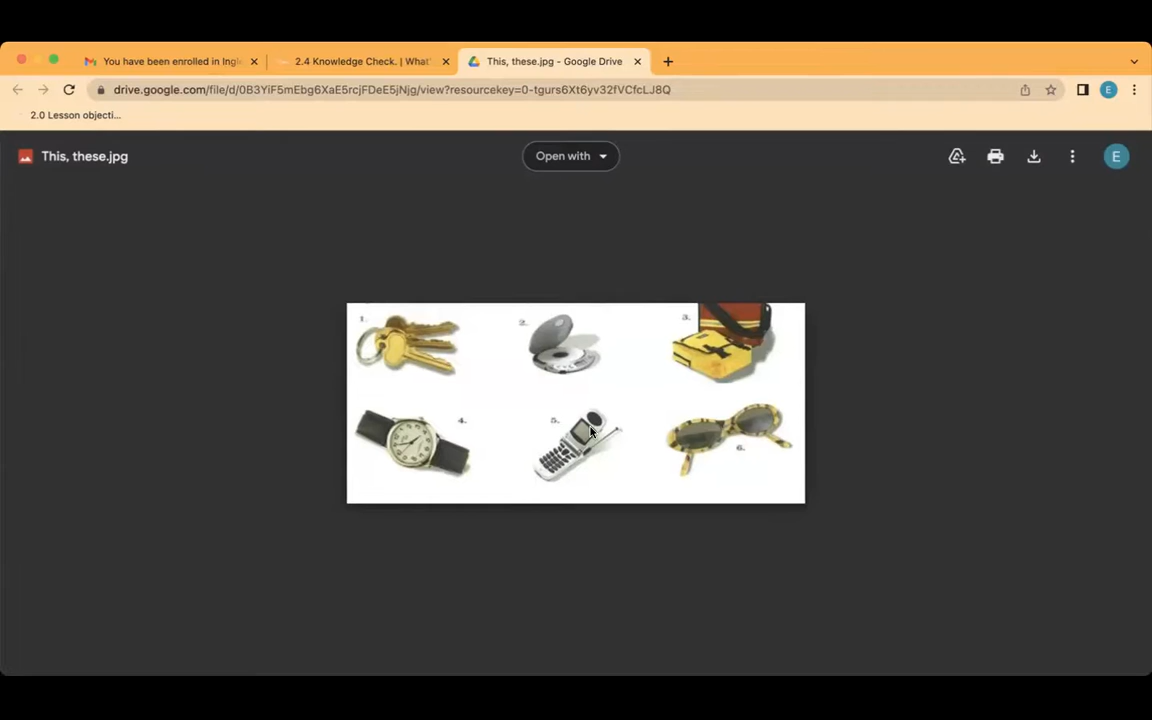 You have been enrolled in Ingl
2.4 Knowledge Check. | What'
This, these.jpg - Google Drive
drive.google.com/file/d/0B3YiF5mEbg6XaE5rcjFDeE5jNjg/view?resourcekey=0-tgurs6Xt6yv32fVCfcLJ8Q
E
2.0 Lesson objecti...
This, these.jpg
Open with
E
1.
2.
3.
4.
5.
6.